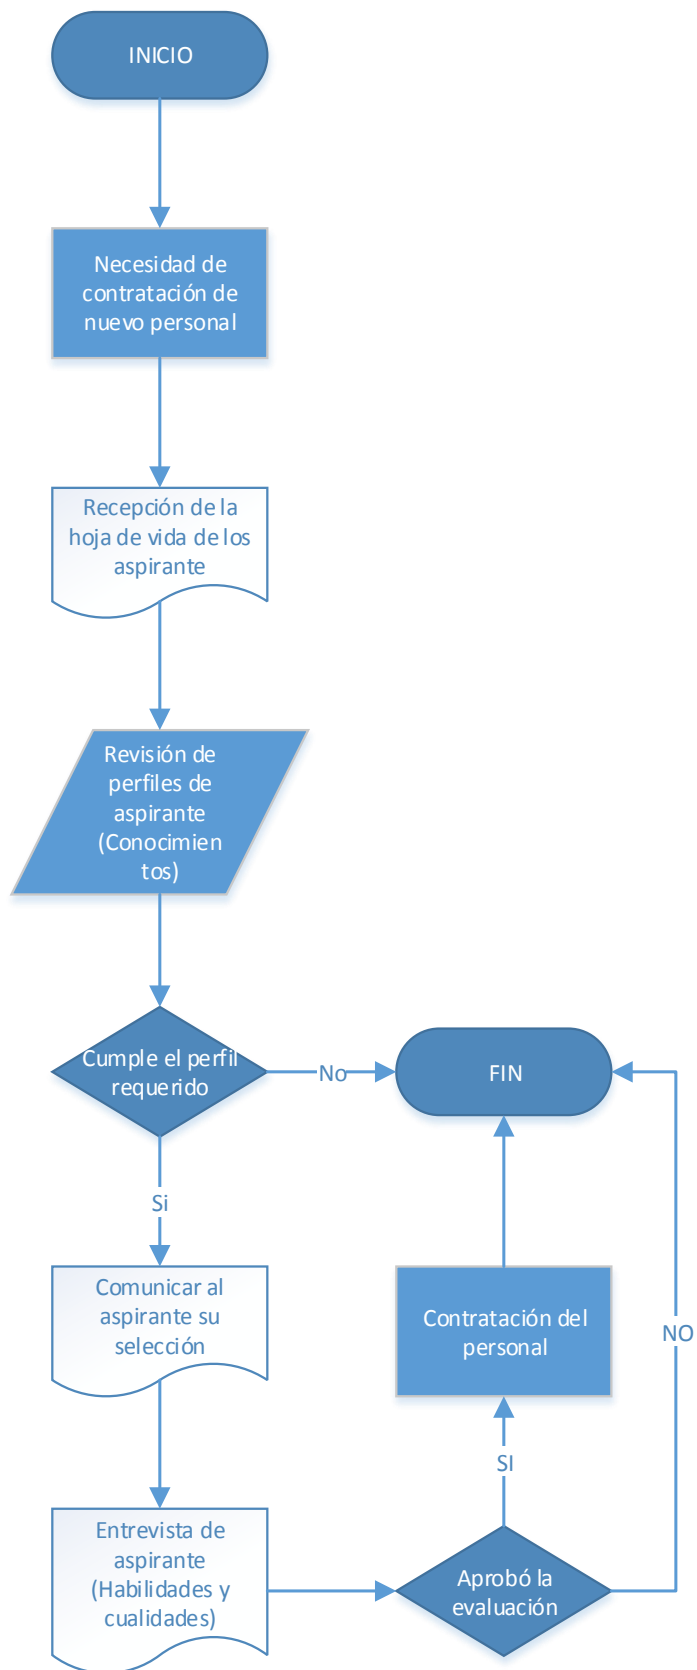 INICIO
Necesidad de
contratación de
nuevo personal
Recepción de la
hoja de vida de los
aspirante
Revisión de
perfiles de
aspirante
(Conocimien
tos)
Cumple el perfil
requerido
No
FIN
Si
Comunicar al
aspirante su
selección
Contratación del
personal
NO
SI
Entrevista de
aspirante
(Habilidades y
cualidades)
Aprobó la
evaluación